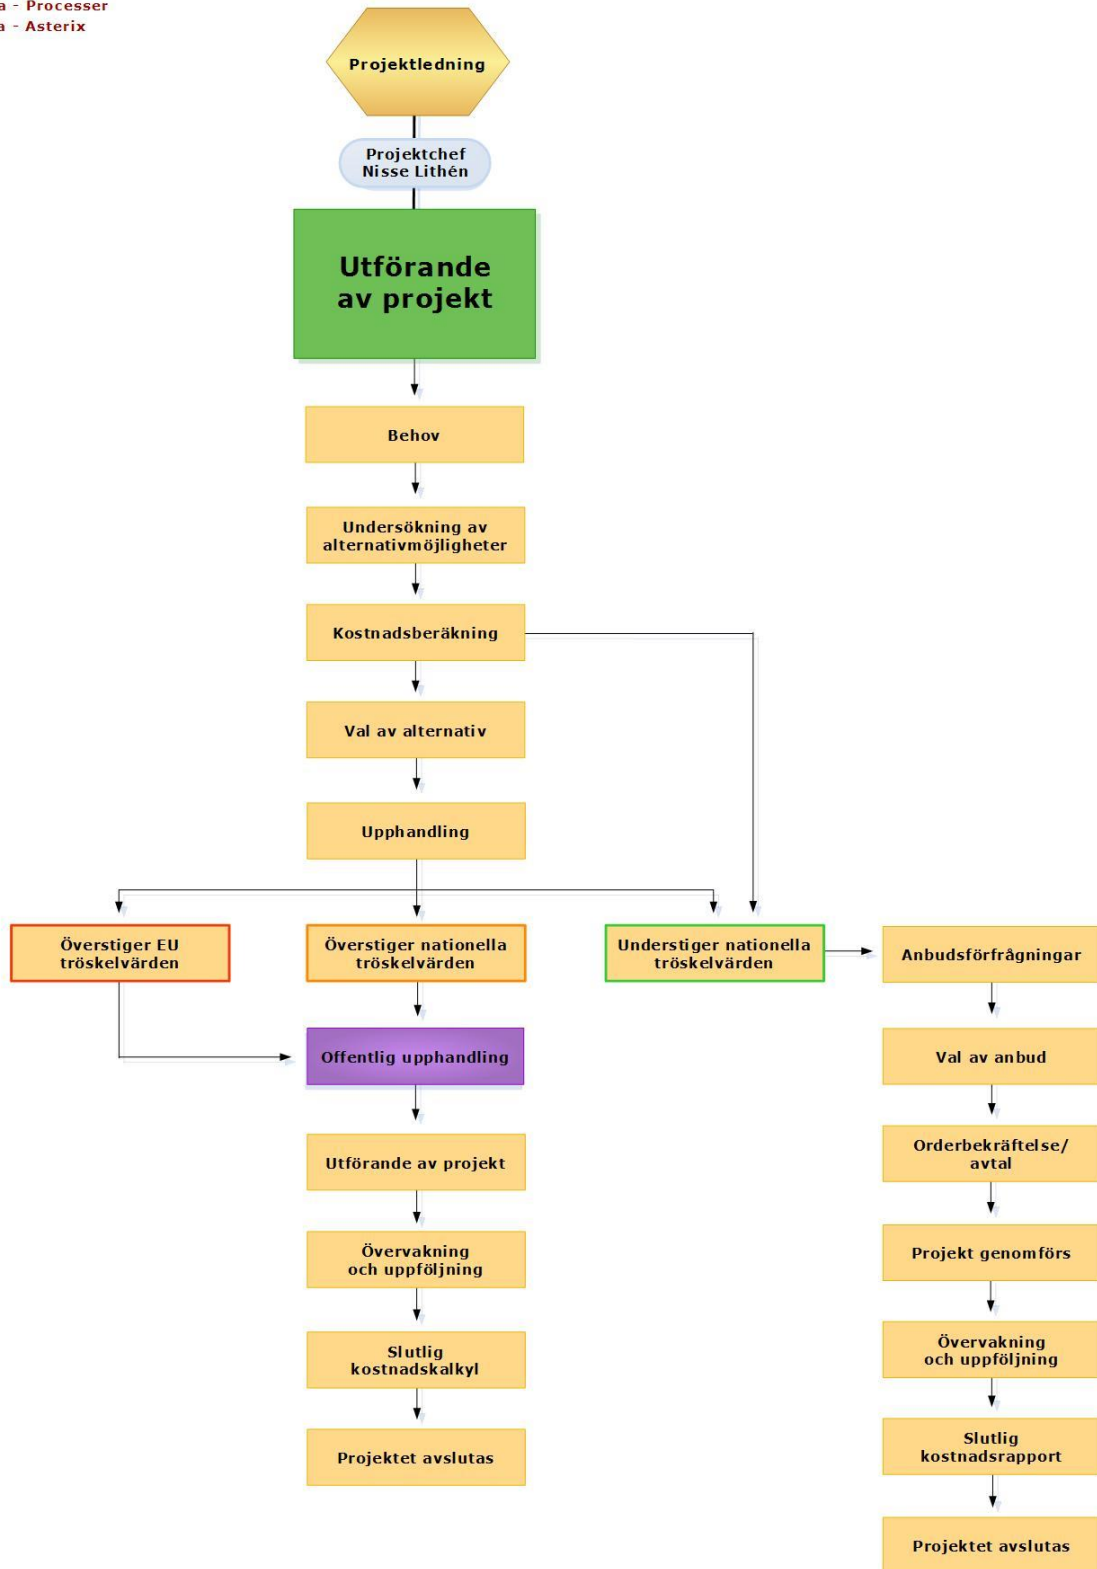 - Processer
- Asterix
Projektledning
Projektchef
Nisse Lithén
Utförande
av projekt
Behov
Undersökning av
alternativmöjligheter
Kostnadsberäkning
Val av alternativ
Upphandling
Överstiger EU
tröskelvärden
Överstiger nationella
tröskelvärden
Understiger nationella
tröskelvärden
Anbudsförfrågningar
Offentlig upphandling
Val av anbud
Utförande av projekt
Orderbekräftelse/
avtal
Övervakning
och uppföljning
Projekt genomförs
Slutlig
kostnadskalkyl
Övervakning
och uppföljning
Projektet avslutas
Slutlig
kostnadsrapport
Projektet avslutas